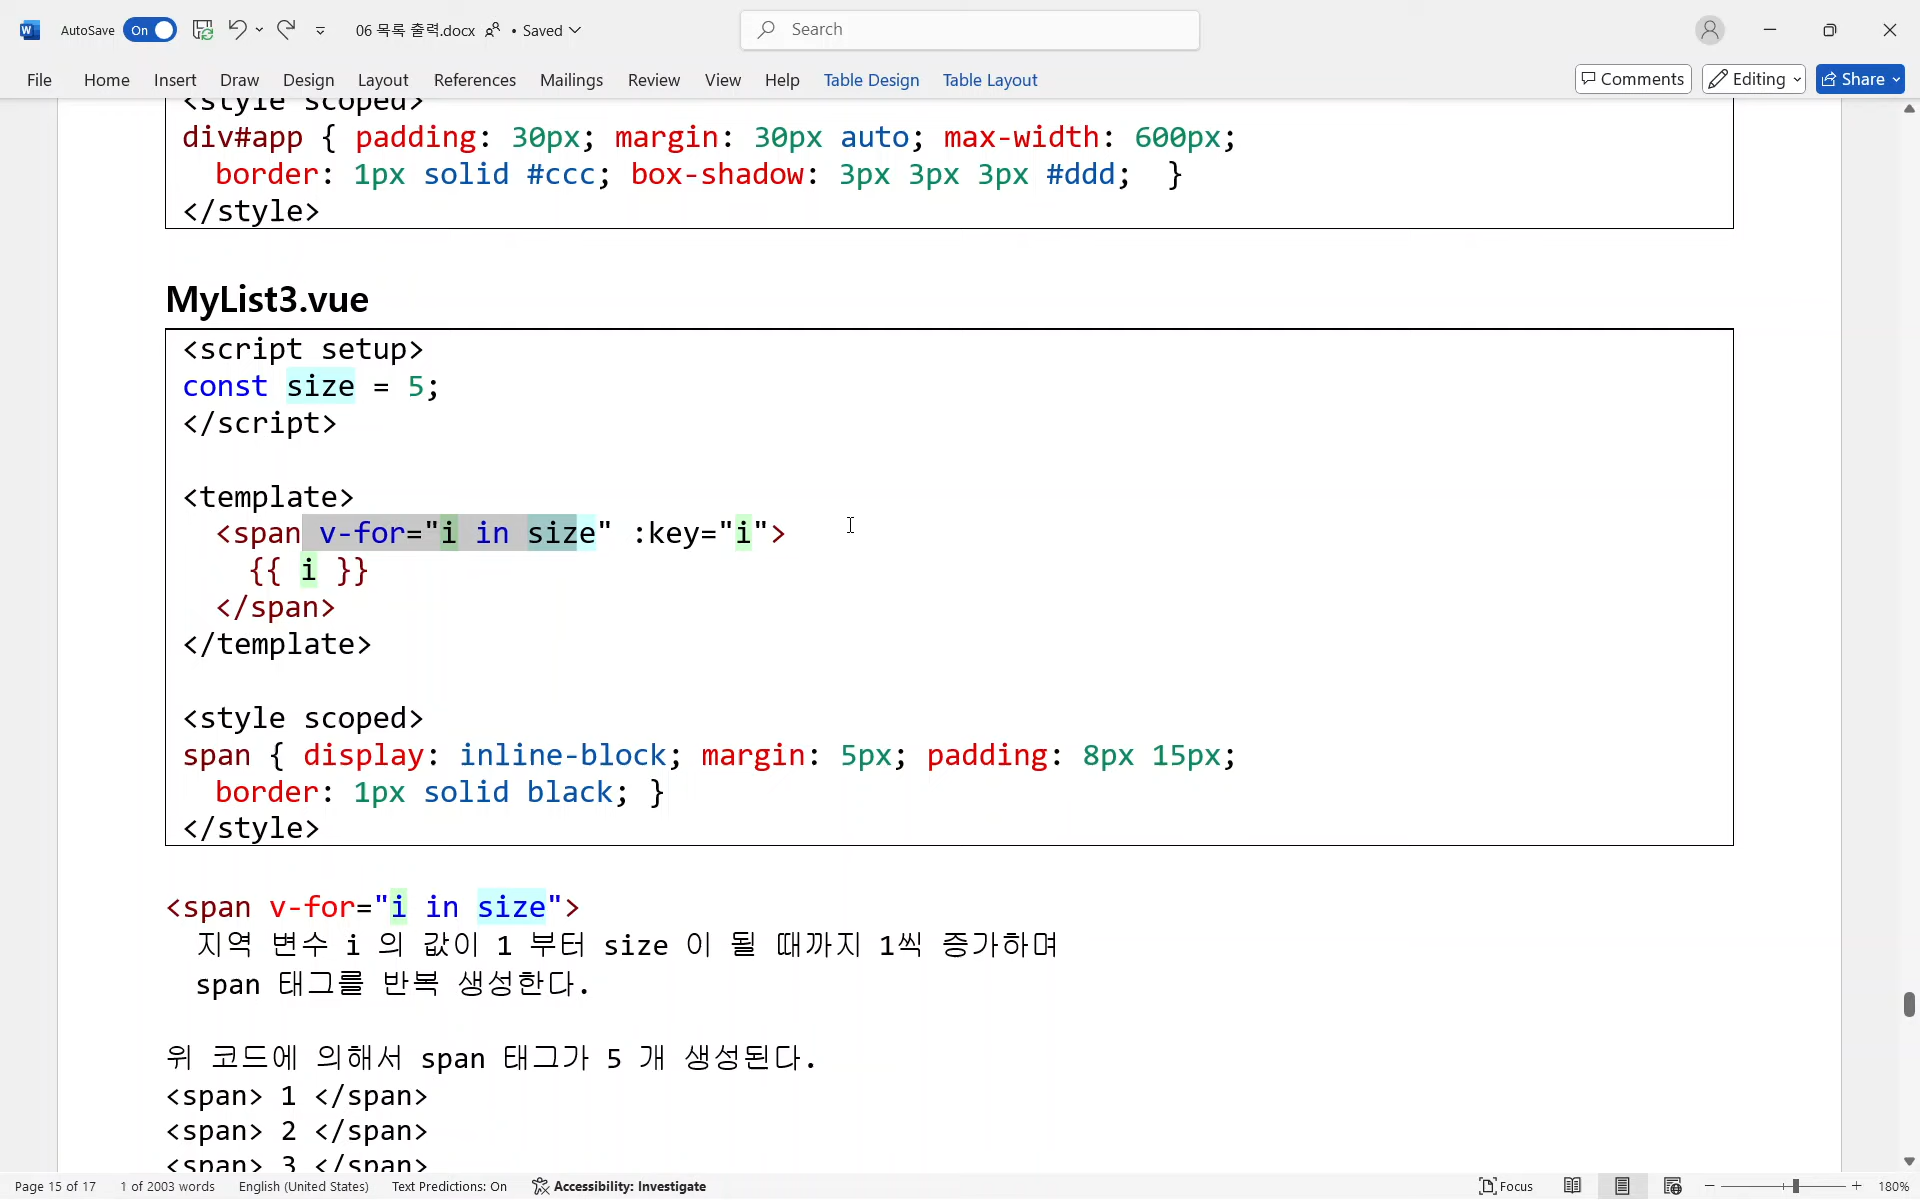 AutoSave On 06 목록 출력.docx • Saved Search
File Home Insert Draw Design Layout References Mailings Review View Help Table Design Table Layout Comments Editing Share
<style scoped>
div#app { padding: 30px; margin: 30px auto; max-width: 600px;
border: 1px solid #ccc; box-shadow: 3px 3px 3px #ddd; }
</style>
MyList3.vue
<script setup>
const size = 5;
</script>
<template>
<span v-for="i in size" :key="i">
{{ i }}
</span>
</template>
<style scoped>
span { display: inline-block; margin: 5px; padding: 8px 15px;
border: 1px solid black; }
</style>
<span v-for="i in size">
지역 변수 i 의 값이 1 부터 size 이 될 때까지 1씩 증가하며
span 태그를 반복 생성한다.
위 코드에 의해서 span 태그가 5 개 생성된다.
<span> 1 </span>
<span> 2 </span>
<span> 3 </span>
Page 15 of 17 1 of 2003 words English (United States) Text Predictions: On Accessibility: Investigate Focus 180%